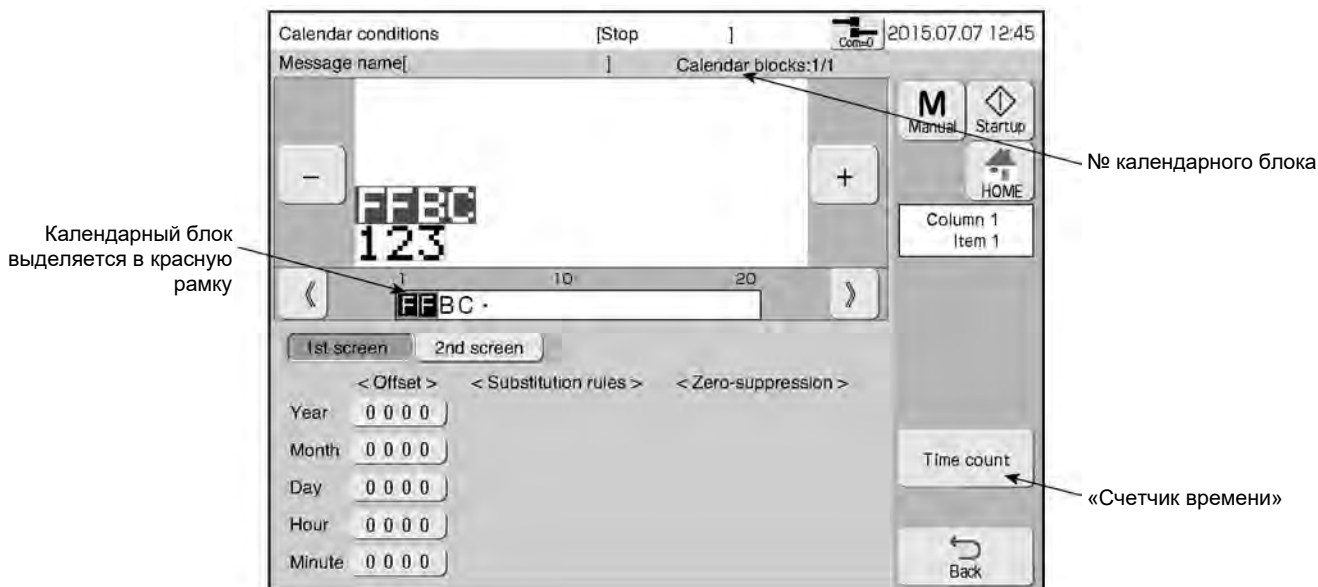 Calendar conditions [Stop ] Com=0 2015.07.07 12:45
Message name[ ] Calendar blocks:1/1
M
Manual Startup
HOME
№ календарного блока
- +
FFBC
123
Column 1
Item 1
Календарный блок
выделяется в красную
рамку
1 10 20
《 FFBC· 》
1st screen 2nd screen
< Offset > < Substitution rules > < Zero-suppression >
Year 0 0 0 0
Month 0 0 0 0
Day 0 0 0 0
Hour 0 0 0 0
Minute 0 0 0 0
Time count
«Счетчик времени»
Back